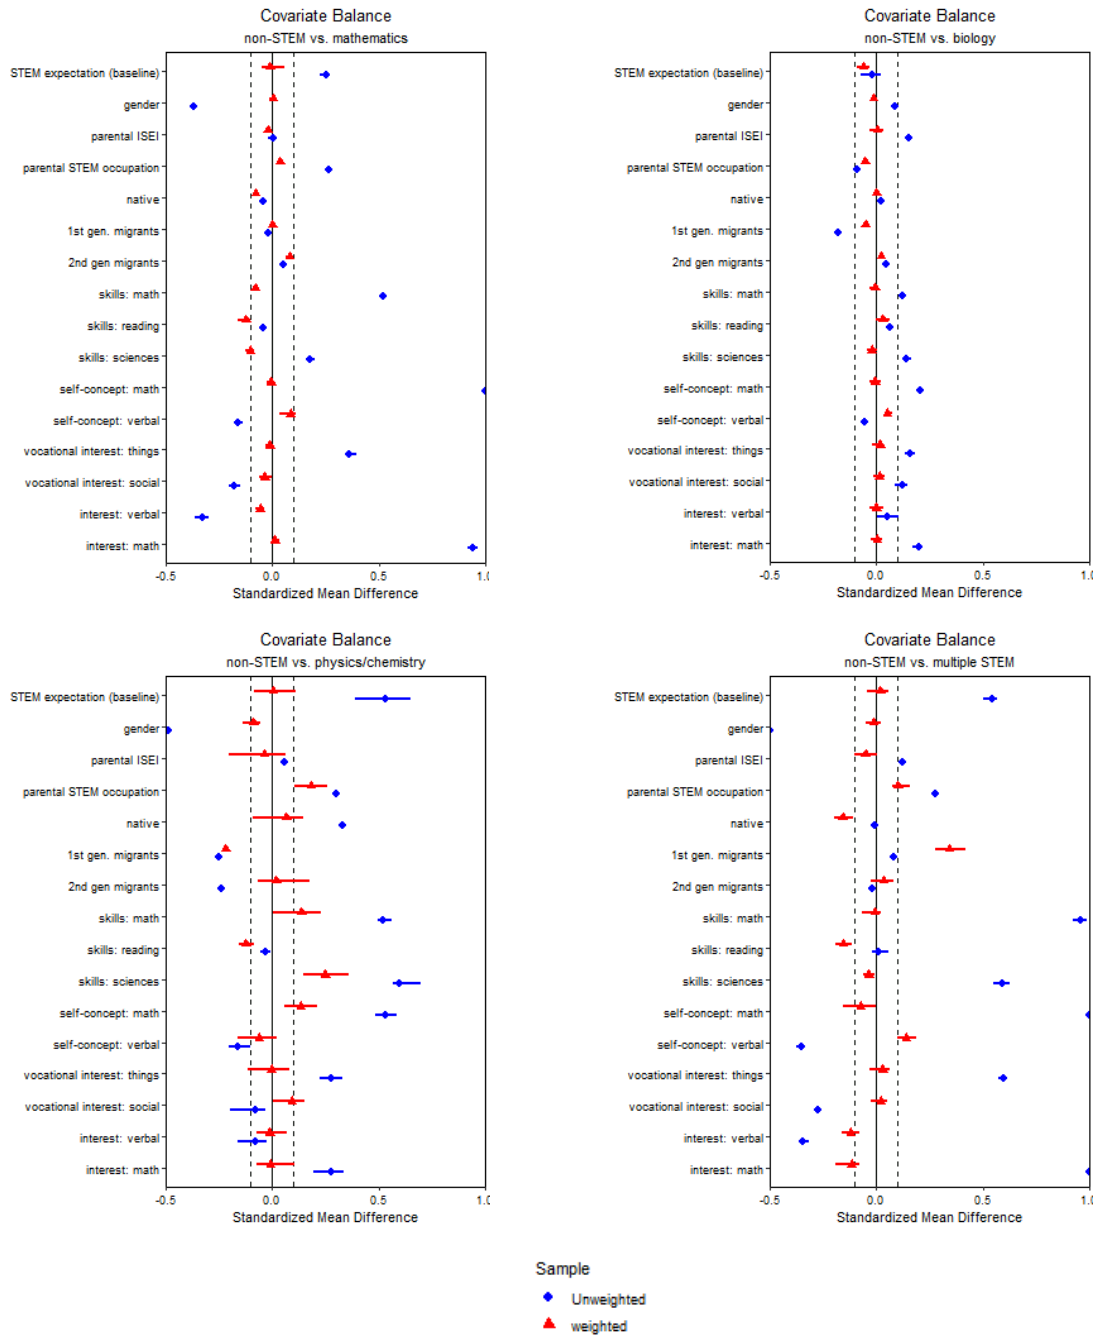 Covariate Balance
non-STEM vs. mathematics
STEM expectation (baseline)
gender
parental ISEI
parental STEM occupation
native
1st gen. migrants
2nd gen migrants
skills: math
skills: reading
skills: sciences
self-concept: math
self-concept: verbal
vocational interest: things
vocational interest: social
interest: verbal
interest: math
-0.5 0.0 0.5 1.0
Standardized Mean Difference
Covariate Balance
non-STEM vs. biology
STEM expectation (baseline)
gender
parental ISEI
parental STEM occupation
native
1st gen. migrants
2nd gen migrants
skills: math
skills: reading
skills: sciences
self-concept: math
self-concept: verbal
vocational interest: things
vocational interest: social
interest: verbal
interest: math
-0.5 0.0 0.5 1.0
Standardized Mean Difference
Covariate Balance
non-STEM vs. physics/chemistry
STEM expectation (baseline)
gender
parental ISEI
parental STEM occupation
native
1st gen. migrants
2nd gen migrants
skills: math
skills: reading
skills: sciences
self-concept: math
self-concept: verbal
vocational interest: things
vocational interest: social
interest: verbal
interest: math
-0.5 0.0 0.5 1.0
Standardized Mean Difference
Covariate Balance
non-STEM vs. multiple STEM
STEM expectation (baseline)
gender
parental ISEI
parental STEM occupation
native
1st gen. migrants
2nd gen migrants
skills: math
skills: reading
skills: sciences
self-concept: math
self-concept: verbal
vocational interest: things
vocational interest: social
interest: verbal
interest: math
-0.5 0.0 0.5 1.0
Standardized Mean Difference
Sample
Unweighted
weighted